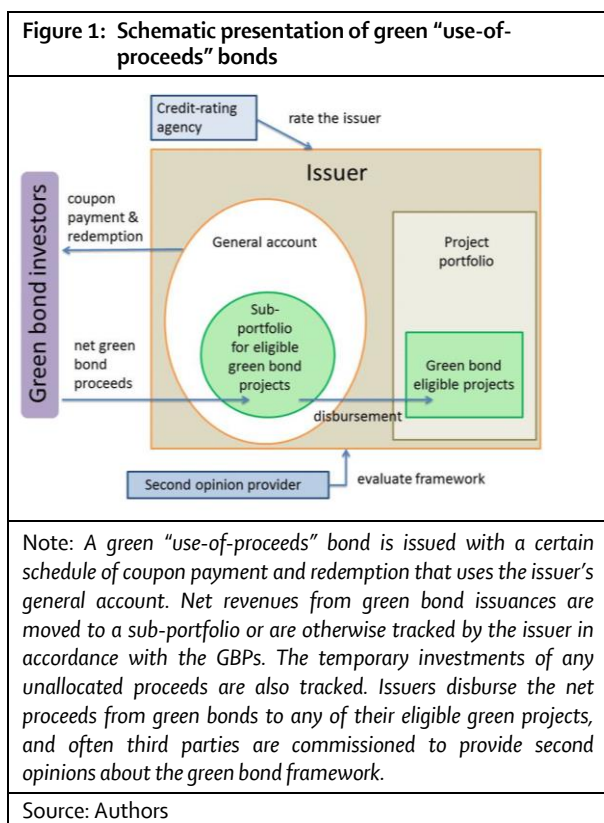 Figure 1: Schematic presentation of green “use-of-
proceeds” bonds
Credit-rating
agency
rate the issuer
Issuer
Green bond investors
coupon
payment &
redemption
General account
Project
portfolio
Sub-
portfolio
for eligible
green bond
projects
net green
bond
proceeds
Green bond
eligible projects
disbursement
Second opinion provider
evaluate framework
Note: A green “use-of-proceeds” bond is issued with a certain
schedule of coupon payment and redemption that uses the issuer’s
general account. Net revenues from green bond issuances are
moved to a sub-portfolio or are otherwise tracked by the issuer in
accordance with the GBPs. The temporary investments of any
unallocated proceeds are also tracked. Issuers disburse the net
proceeds from green bonds to any of their eligible green projects,
and often third parties are commissioned to provide second
opinions about the green bond framework.
Source: Authors